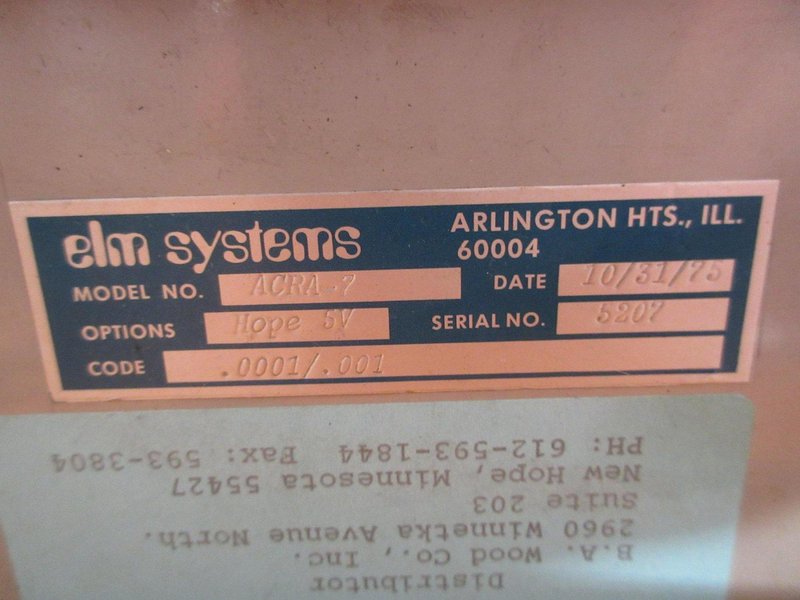 elm systems ARLINGTON HTS., ILL.
60004
MODEL NO. ACRA-7 DATE 10/31/75
OPTIONS Hope 5V SERIAL NO. 5207
CODE .0001/.001
Distributor
B.A. Wood Co., Inc.
2960 Winnetka Avenue North.
Suite 203
New Hope, Minnesota 55427
PH: 612-593-1844 Fax: 593-3804